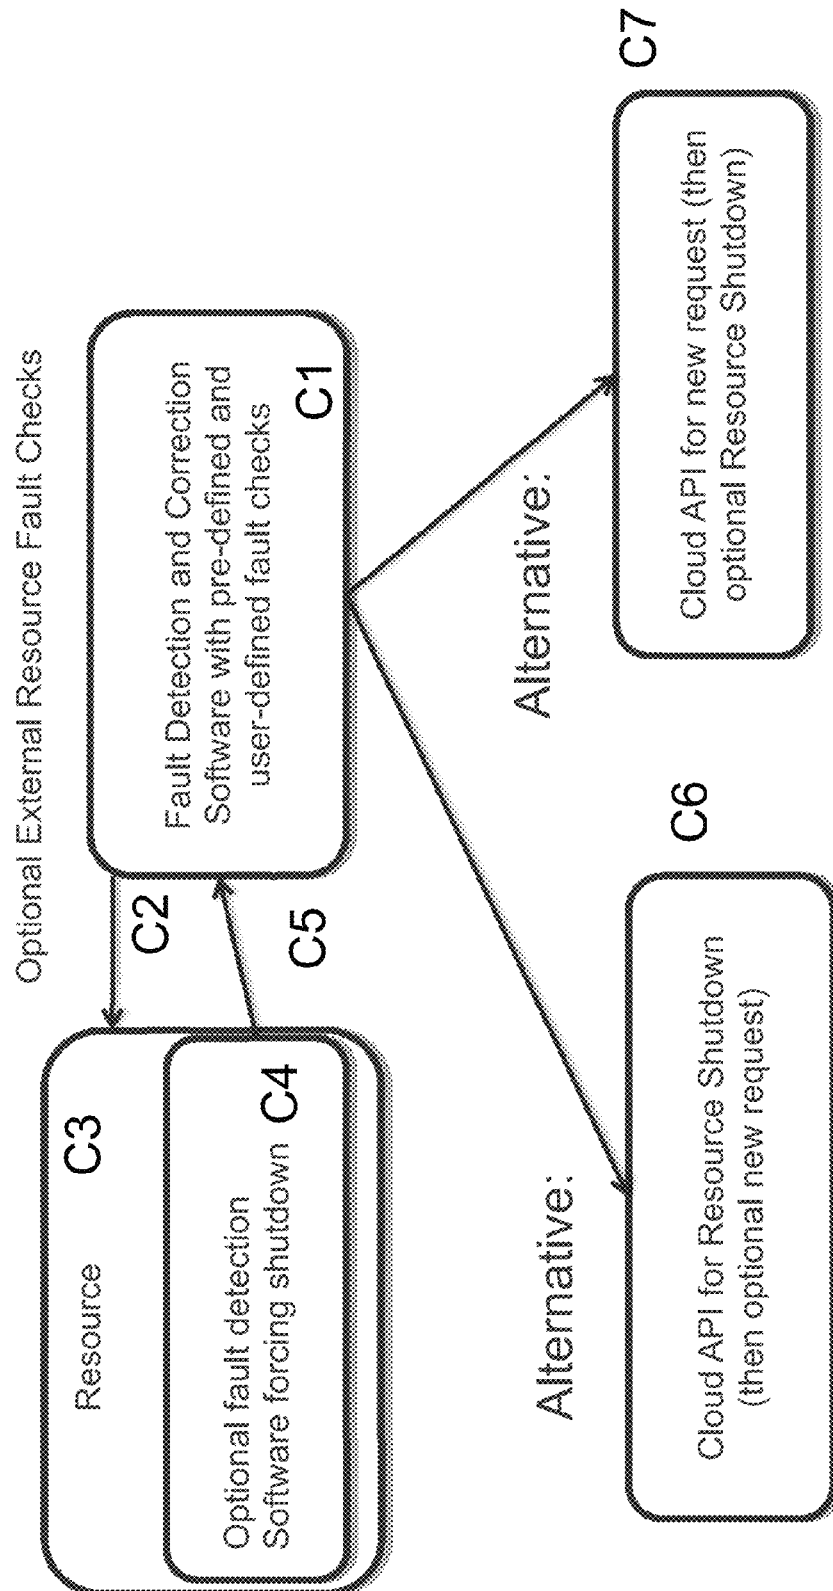 Optional External Resource Fault Checks
Resource
C3
Optional fault detection
Software forcing shutdown
C4
C2
C5
Fault Detection and Correction
Software with pre-defined and
user-defined fault checks
C1
Alternative:
Alternative:
Cloud API for Resource Shutdown
(then optional new request)
C6
Cloud API for new request (then
optional Resource Shutdown)
C7